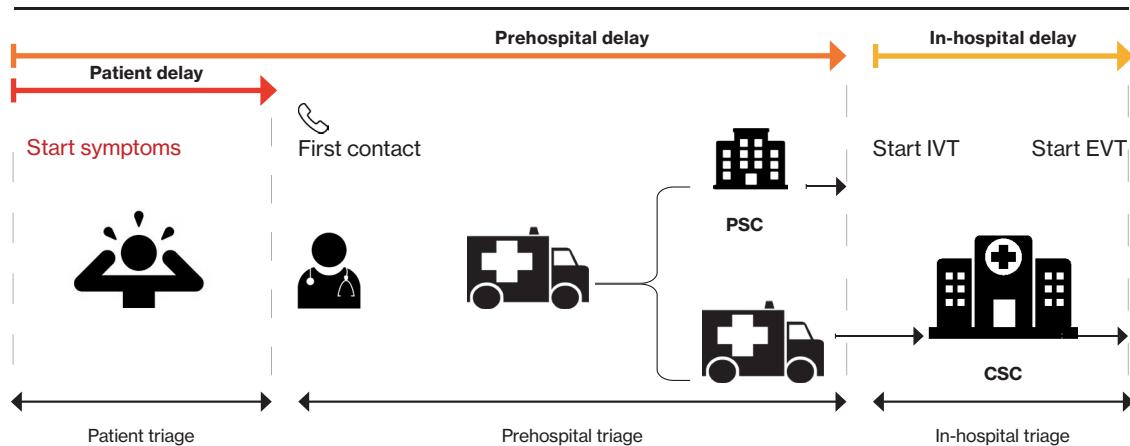 Prehospital delay
In-hospital delay
Patient delay
Start symptoms
First contact
Start IVT
Start EVT
PSC
CSC
Patient triage
Prehospital triage
In-hospital triage